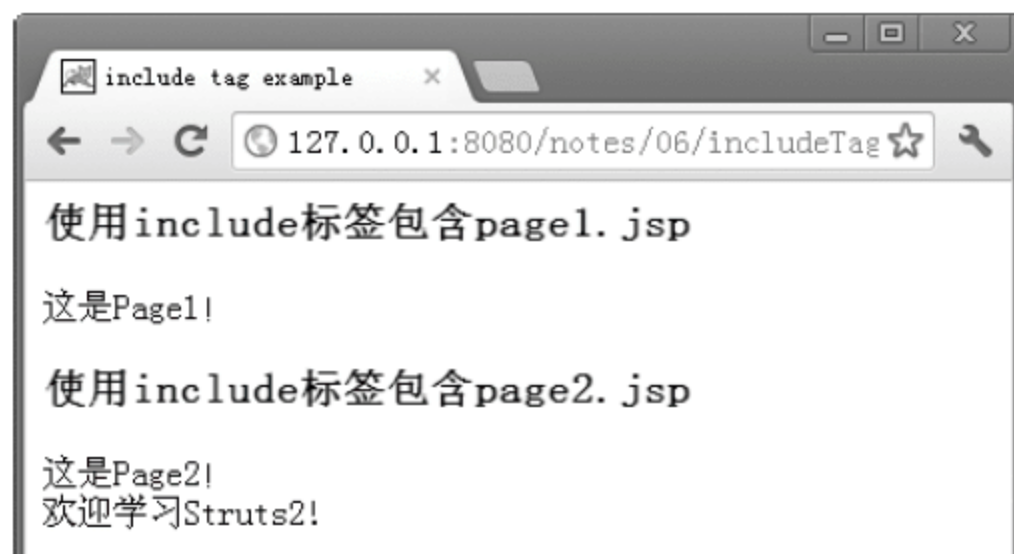 include tag example
127.0.0.1:8080/notes/06/includeTag
使用include标签包含page1.jsp
这是Page1!
使用include标签包含page2.jsp
这是Page2!
欢迎学习Struts2!